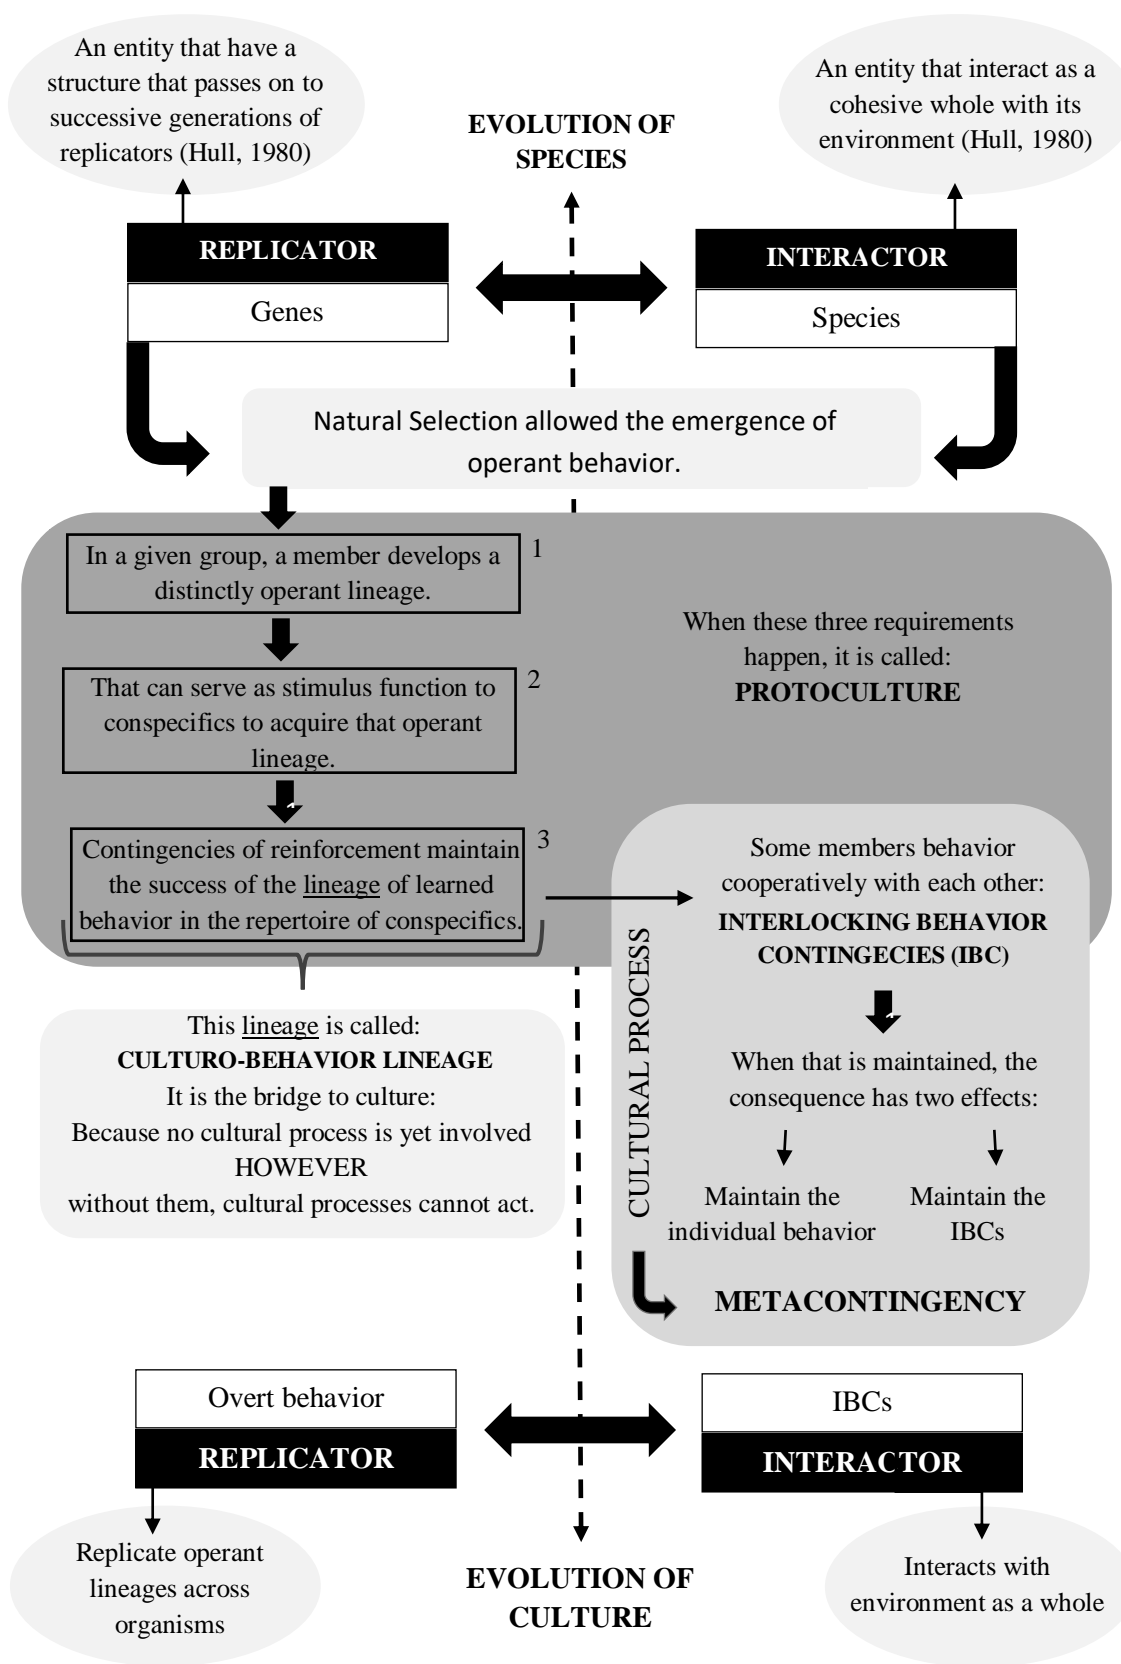 An entity that have a
structure that passes on to
successive generations of
replicators (Hull, 1980)
An entity that interact as a
cohesive whole with its
environment (Hull, 1980)
EVOLUTION OF
SPECIES
REPLICATOR
Genes
INTERACTOR
Species
Natural Selection allowed the emergence of
operant behavior.
In a given group, a member develops a
distinctly operant lineage.
1
That can serve as stimulus function to
conspecifics to acquire that operant
lineage.
2
Contingencies of reinforcement maintain
the success of the lineage of learned
behavior in the repertoire of conspecifics.
3
When these three requirements
happen, it is called:
PROTOCULTURE
Some members behavior
cooperatively with each other:
INTERLOCKING BEHAVIOR
CONTINGECIES (IBC)
When that is maintained, the
consequence has two effects:
Maintain the
individual behavior
Maintain the
IBCs
CULTURAL PROCESS
METACONTINGENCY
This lineage is called:
CULTURO-BEHAVIOR LINEAGE
It is the bridge to culture:
Because no cultural process is yet involved
HOWEVER
without them, cultural processes cannot act.
Overt behavior
REPLICATOR
IBCs
INTERACTOR
Replicate operant
lineages across
organisms
EVOLUTION OF
CULTURE
Interacts with
environment as a whole